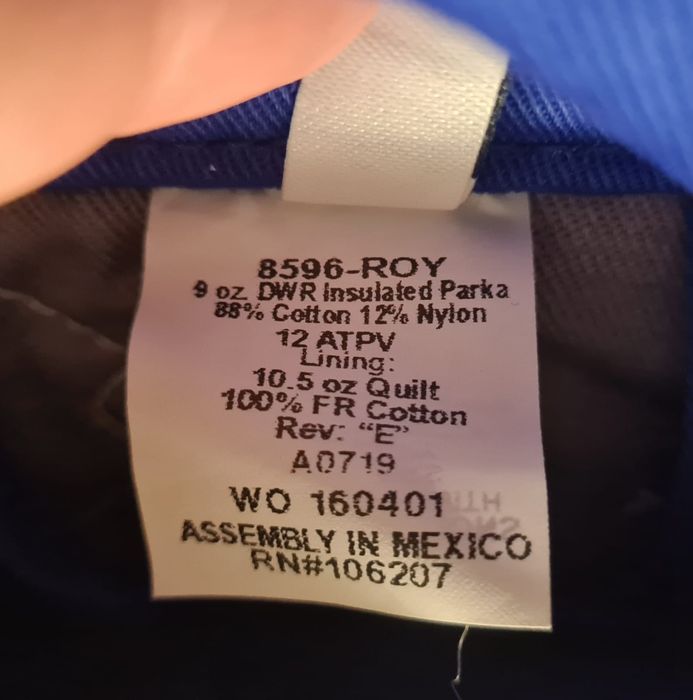 8596-ROY
9 oz DWR Insulated Parka
88% Cotton 12% Nylon
12 ATPV
Lining:
10.5 oz Quilt
100% FR Cotton
Rev: "E"
A0719
WO 160401
ASSEMBLY IN MEXICO
RN#106207